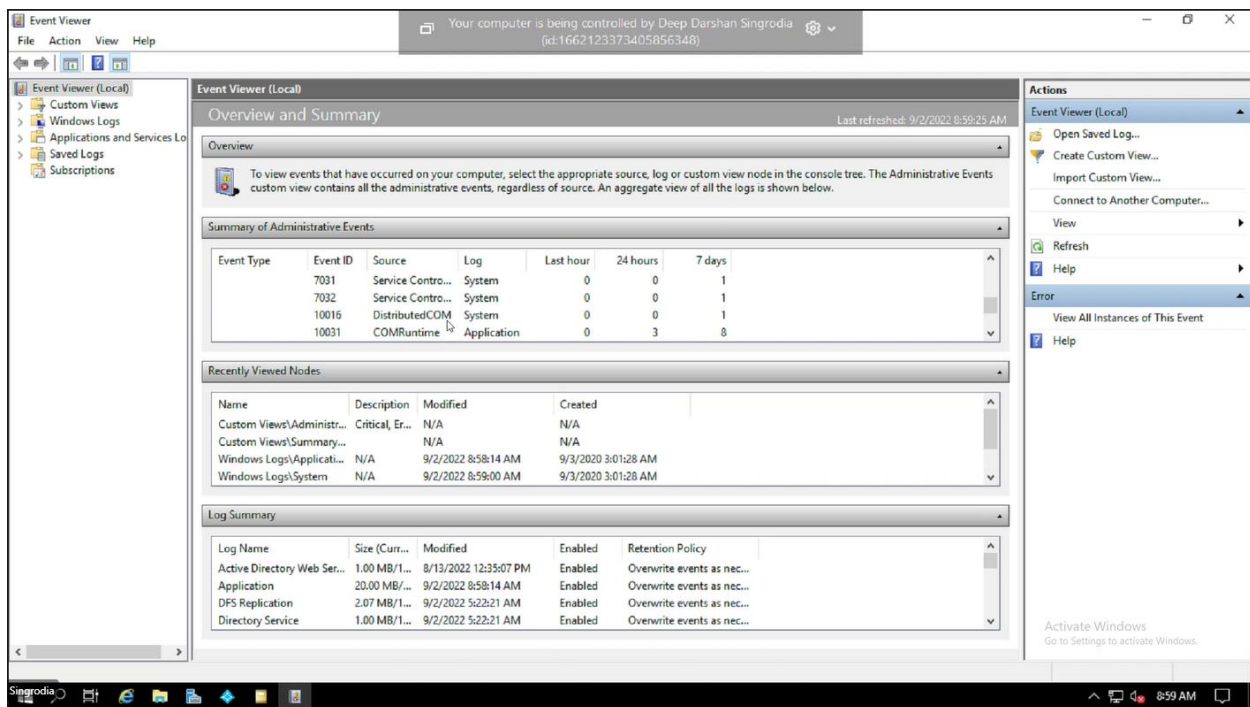 Event Viewer
Your computer is being controlled by Deep Darshan Singrodia
(id:1662123373405856348)
File Action View Help
Event Viewer (Local)
Custom Views
Windows Logs
Applications and Services Lo
Saved Logs
Subscriptions
Event Viewer (Local)
Overview and Summary
Last refreshed: 9/2/2022 8:59:25 AM
Overview
To view events that have occurred on your computer, select the appropriate source, log or custom view node in the console tree. The Administrative Events
custom view contains all the administrative events, regardless of source. An aggregate view of all the logs is shown below.
Summary of Administrative Events
Event Type Event ID Source Log Last hour 24 hours 7 days
7031 Service Contro... System 0 0 1
7032 Service Contro... System 0 0 1
10016 DistributedCOM System 0 0 1
10031 COMRuntime Application 0 3 8
Recently Viewed Nodes
Name Description Modified Created
Custom Views\Administr... Critical, Er... N/A N/A
Custom Views\Summary... N/A N/A
Windows Logs\Applicati... N/A 9/2/2022 8:58:14 AM 9/3/2020 3:01:28 AM
Windows Logs\System N/A 9/2/2022 8:59:00 AM 9/3/2020 3:01:28 AM
Log Summary
Log Name Size (Curr... Modified Enabled Retention Policy
Active Directory Web Ser... 1.00 MB/1... 8/13/2022 12:35:07 PM Enabled Overwrite events as nec...
Application 20.00 MB/... 9/2/2022 8:58:14 AM Enabled Overwrite events as nec...
DFS Replication 2.07 MB/1... 9/2/2022 5:22:21 AM Enabled Overwrite events as nec...
Directory Service 1.00 MB/1... 9/2/2022 5:22:21 AM Enabled Overwrite events as nec...
Actions
Event Viewer (Local)
Open Saved Log...
Create Custom View...
Import Custom View...
Connect to Another Computer...
View
Refresh
Help
Error
View All Instances of This Event
Help
Activate Windows
Go to Settings to activate Windows.
Singrodia
8:59 AM